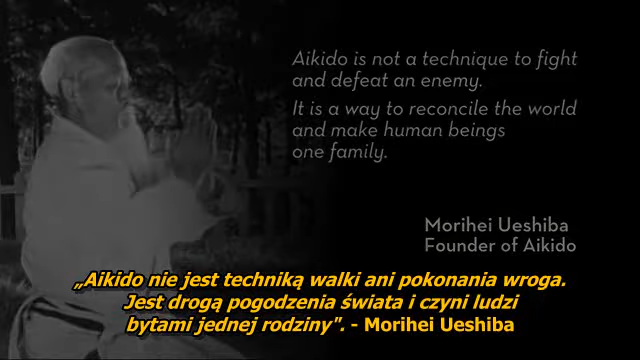 Aikido is not a technique to fight
and defeat an enemy.
It is a way to reconcile the world
and make human beings
one family.
Morihei Ueshiba
Founder of Aikido
„Aikido nie jest techniką walki ani pokonania wroga.
Jest drogą pogodzenia świata i czyni ludzi
bytami jednej rodziny". - Morihei Ueshiba